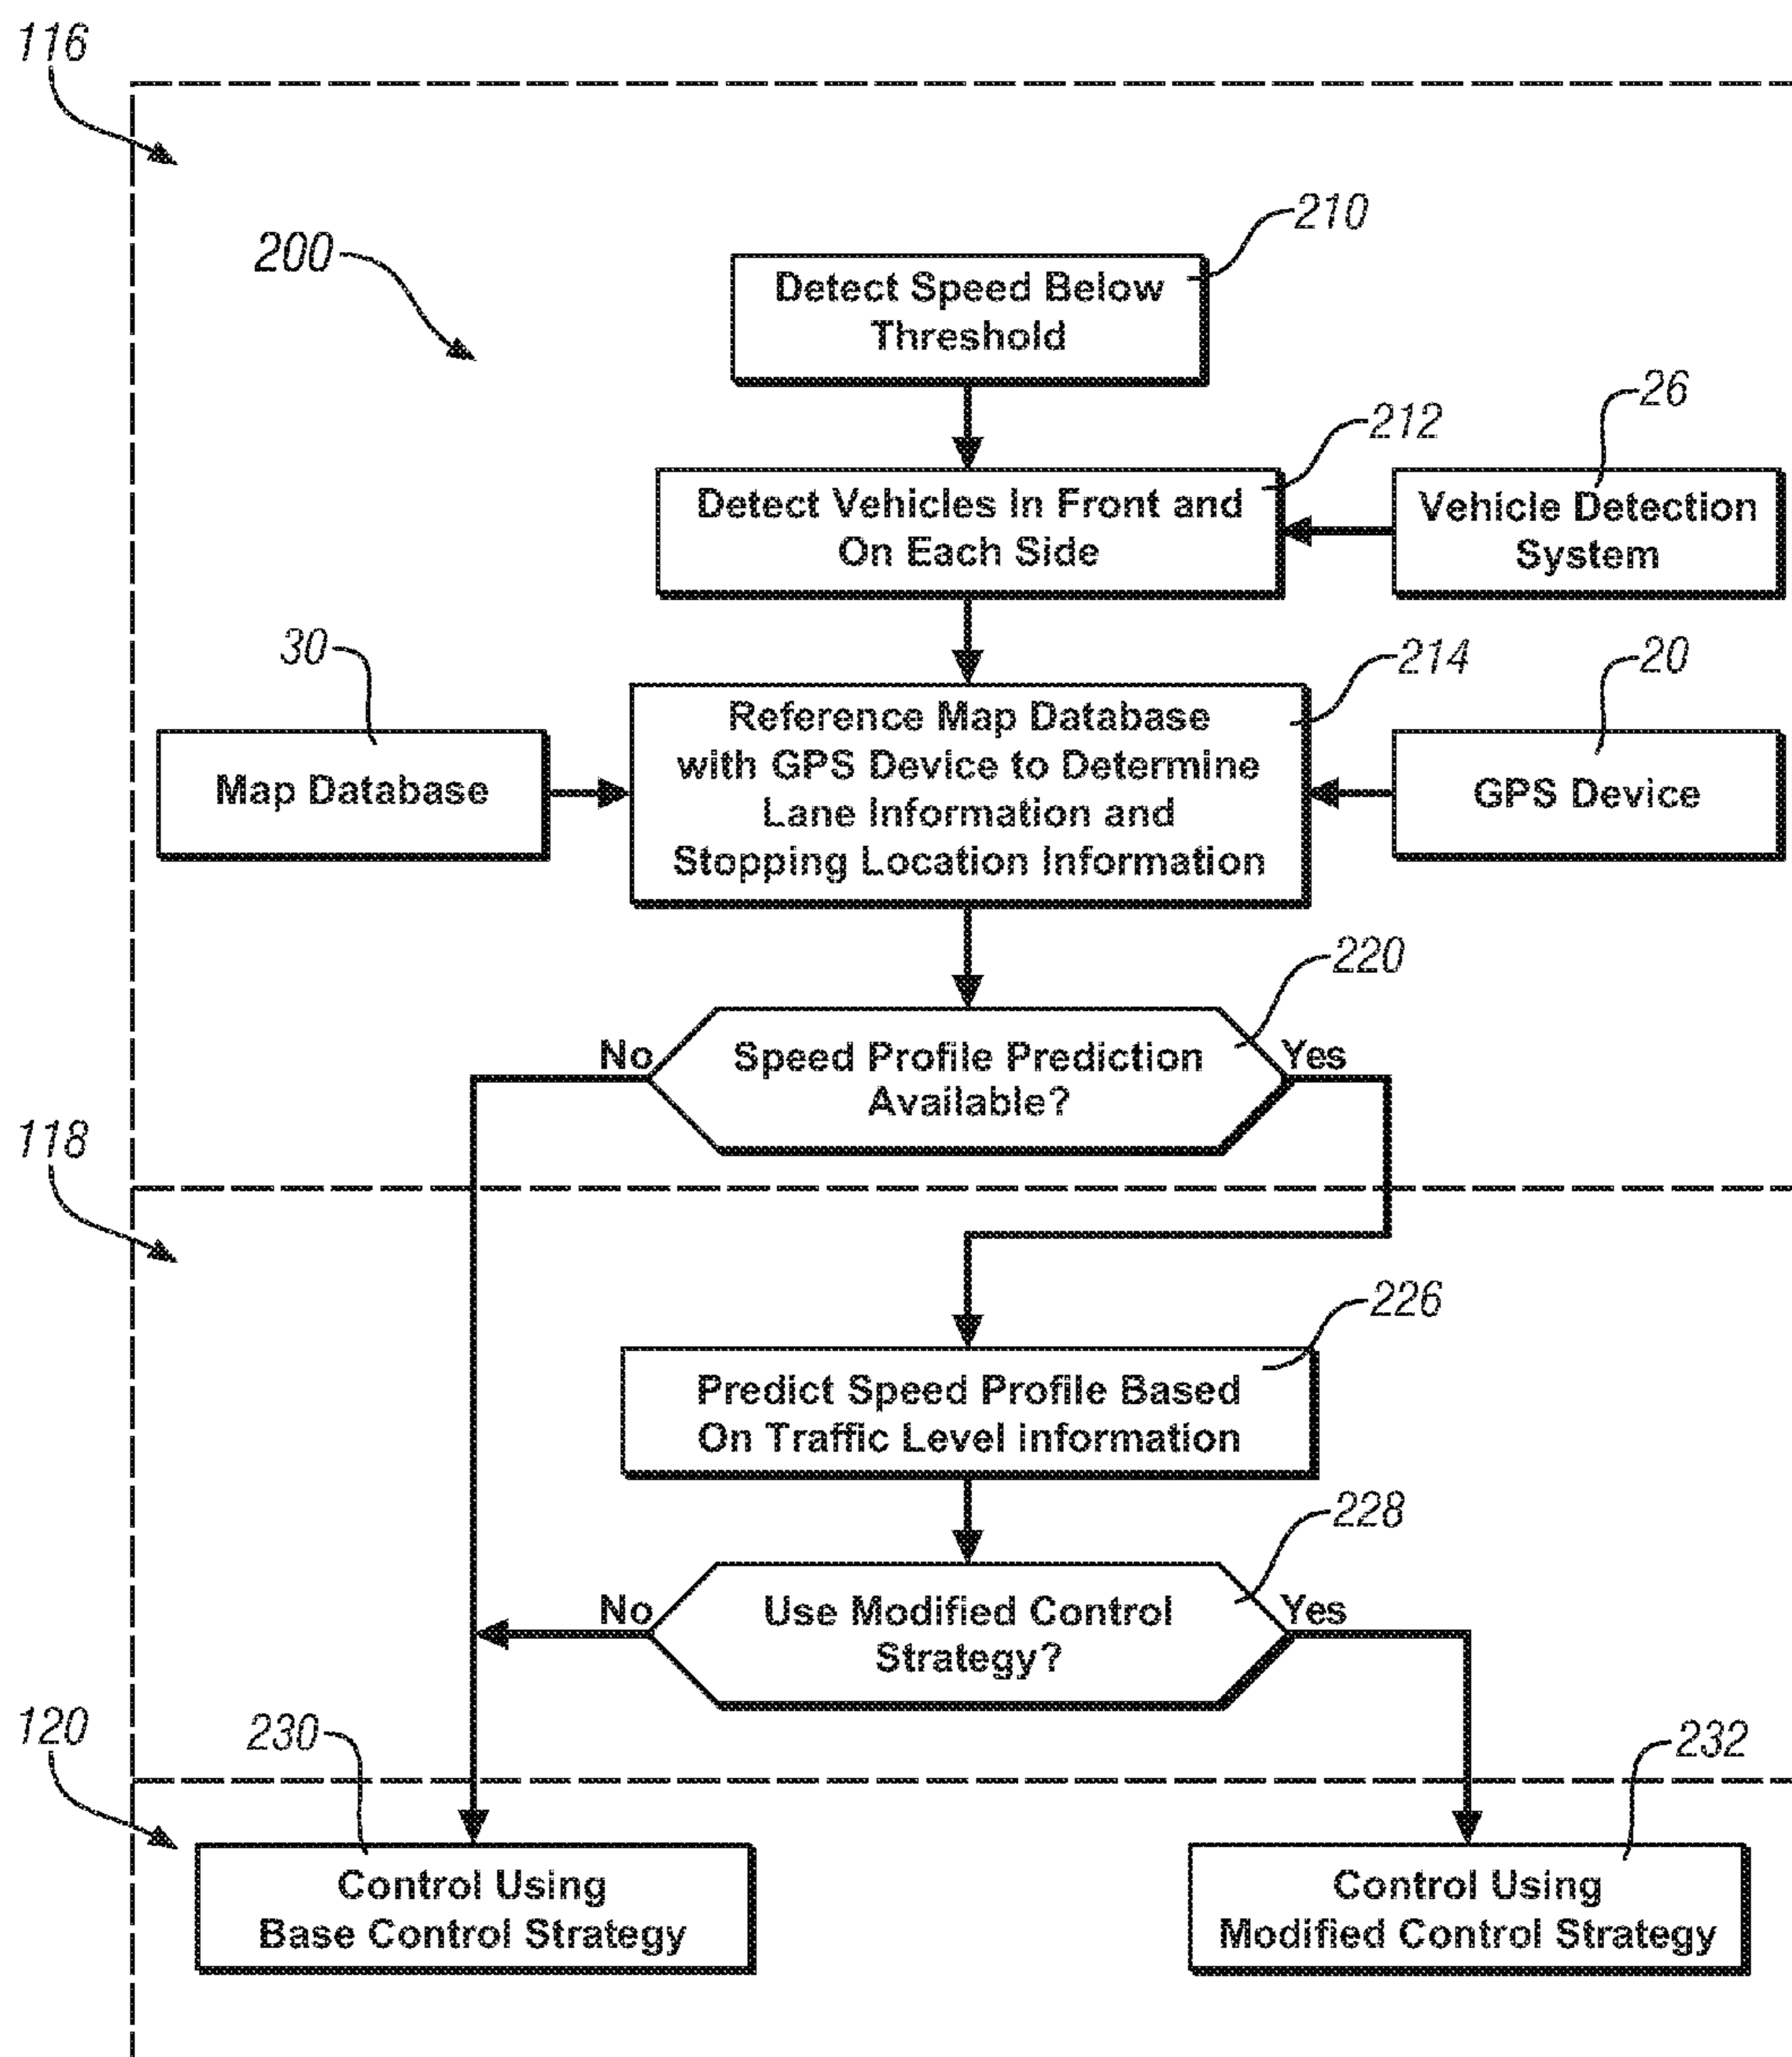 116
210
200
Detect Speed Below
Threshold
26
212
Detect Vehicles In Front and
On Each Side
Vehicle Detection
System
30
214
20
Map Database
Reference Map Database
with GPS Device to Determine
Lane Information and
Stopping Location Information
GPS Device
220
No
Speed Profile Prediction
Available?
Yes
118
226
Predict Speed Profile Based
On Traffic Level information
228
No
Use Modified Control
Strategy?
Yes
120
230
232
Control Using
Base Control Strategy
Control Using
Modified Control Strategy